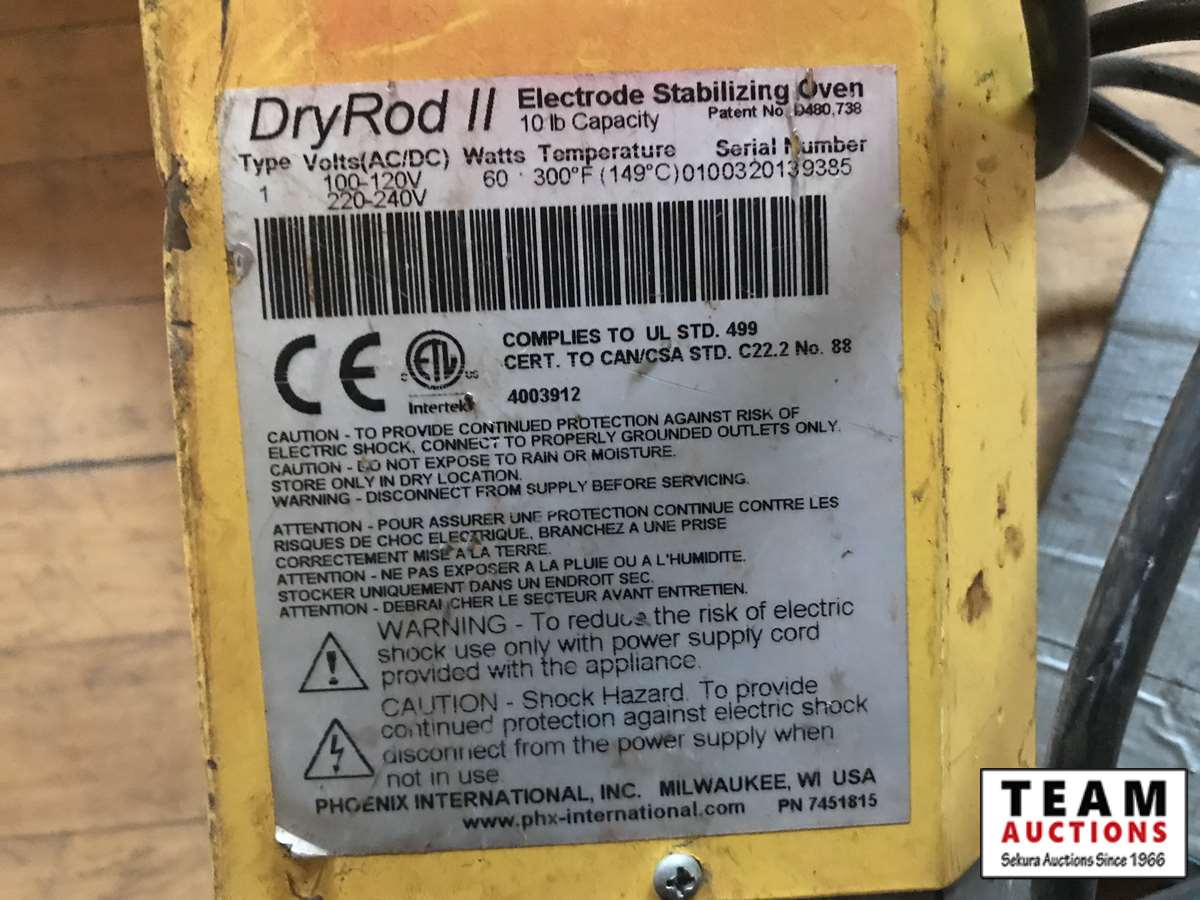 DryRod II Electrode Stabilizing Oven
10 lb Capacity Patent No. D480,738
Type Volts(AC/DC) Watts Temperature Serial Number
1 100-120V 60 300°F (149°C) 0100320139385
220-240V
CE
ETL
C US
Intertek
COMPLIES TO UL STD. 499
CERT. TO CAN/CSA STD. C22.2 No. 88
4003912
CAUTION - TO PROVIDE CONTINUED PROTECTION AGAINST RISK OF
ELECTRIC SHOCK, CONNECT TO PROPERLY GROUNDED OUTLETS ONLY.
CAUTION - DO NOT EXPOSE TO RAIN OR MOISTURE.
STORE ONLY IN DRY LOCATION.
WARNING - DISCONNECT FROM SUPPLY BEFORE SERVICING.
ATTENTION - POUR ASSURER UNE PROTECTION CONTINUE CONTRE LES
RISQUES DE CHOC ELECTRIQUE, BRANCHEZ A UNE PRISE
CORRECTEMENT MISE A LA TERRE.
ATTENTION - NE PAS EXPOSER A LA PLUIE OU A L'HUMIDITE.
STOCKER UNIQUEMENT DANS UN ENDROIT SEC.
ATTENTION - DEBRANCHER LE SECTEUR AVANT ENTRETIEN.
WARNING - To reduce the risk of electric
shock use only with power supply cord
provided with the appliance.
CAUTION - Shock Hazard. To provide
continued protection against electric shock
disconnect from the power supply when
not in use.
PHOENIX INTERNATIONAL, INC. MILWAUKEE, WI USA
www.phx-international.com PN 7451815
TEAM
AUCTIONS
Sekura Auctions Since 1966